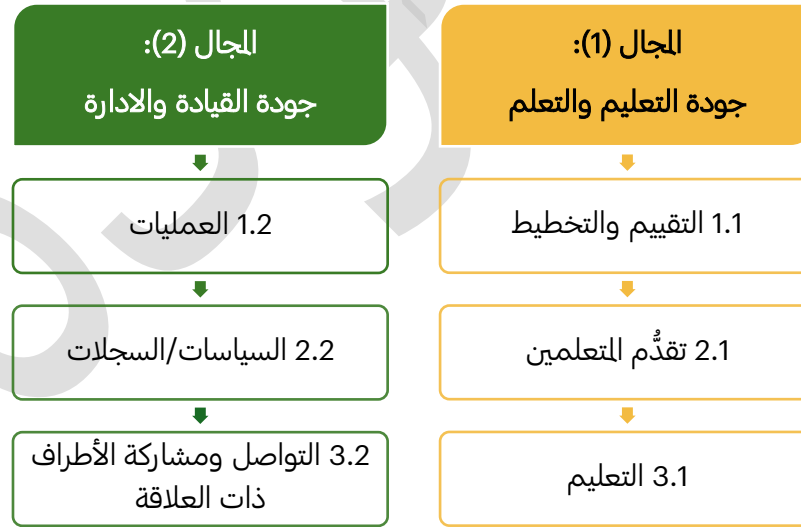 المجال (1):
جودة التعليم والتعلم
1.1 التقييم والتخطيط
2.1 تقدُّم المتعلمين
3.1 التعليم
المجال (2):
جودة القيادة والادارة
1.2 العمليات
2.2 السياسات/السجلات
3.2 التواصل ومشاركة الأطراف
ذات العلاقة